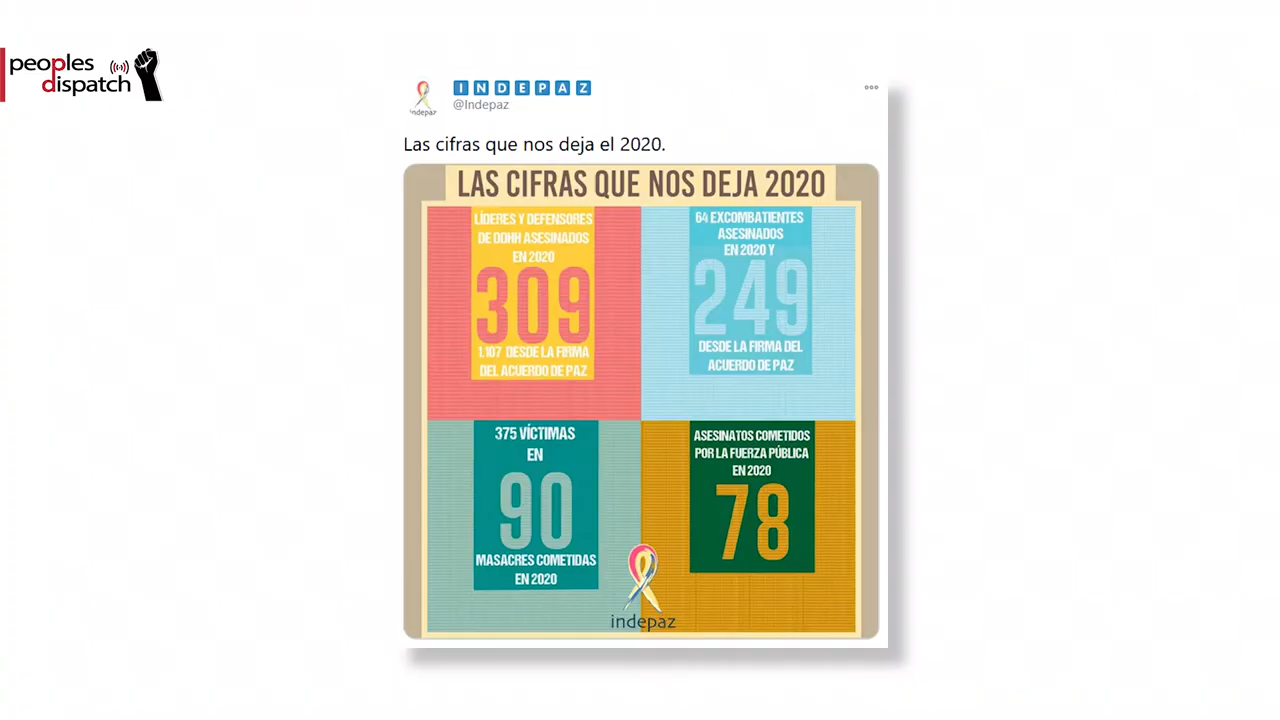 peoples
dispatch
INDEPAZ
@Indepaz
indepaz
Las cifras que nos deja el 2020.
LAS CIFRAS QUE NOS DEJA 2020
LÍDERES Y DEFENSORES
DE DDHH ASESINADOS
EN 2020
309
1.107 DESDE LA FIRMA
DEL ACUERDO DE PAZ
64 EXCOMBATIENTES
ASESINADOS
EN 2020 Y
249
DESDE LA FIRMA DEL
ACUERDO DE PAZ
375 VÍCTIMAS
EN
90
MASACRES COMETIDAS
EN 2020
ASESINATOS COMETIDOS
POR LA FUERZA PÚBLICA
EN 2020
78
indepaz